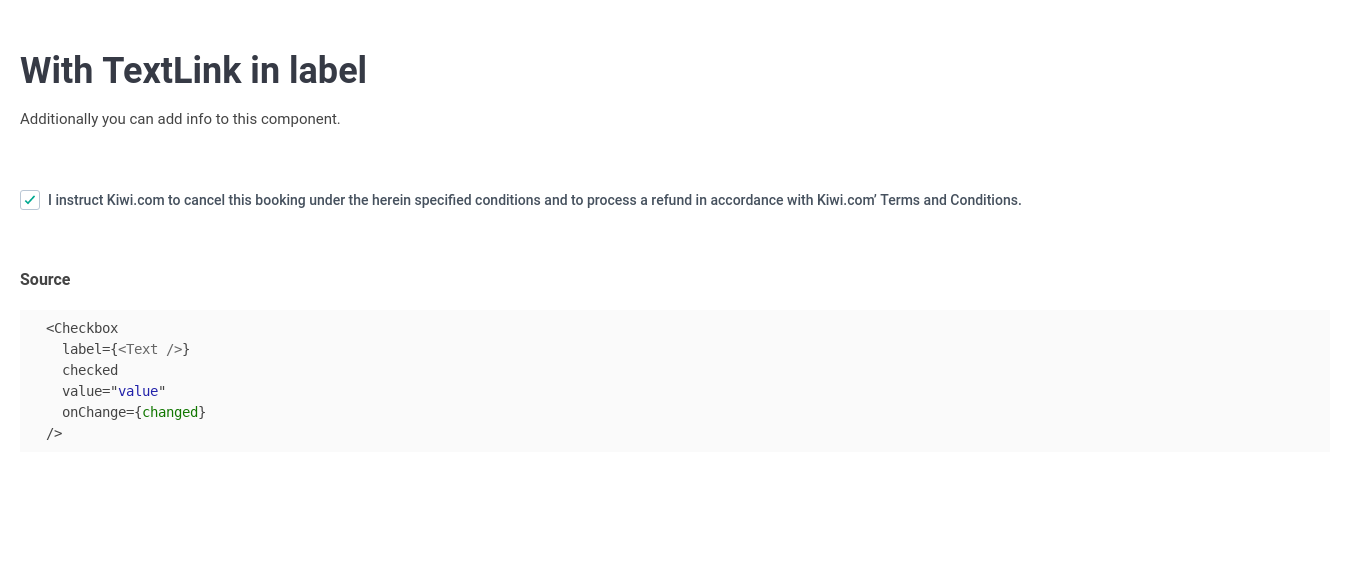 With TextLink in label
Additionally you can add info to this component.
I instruct Kiwi.com to cancel this booking under the herein specified conditions and to process a refund in accordance with Kiwi.com’ Terms and Conditions.
Source
<Checkbox
  label={<Text />}
  checked
  value="value"
  onChange={changed}
/>